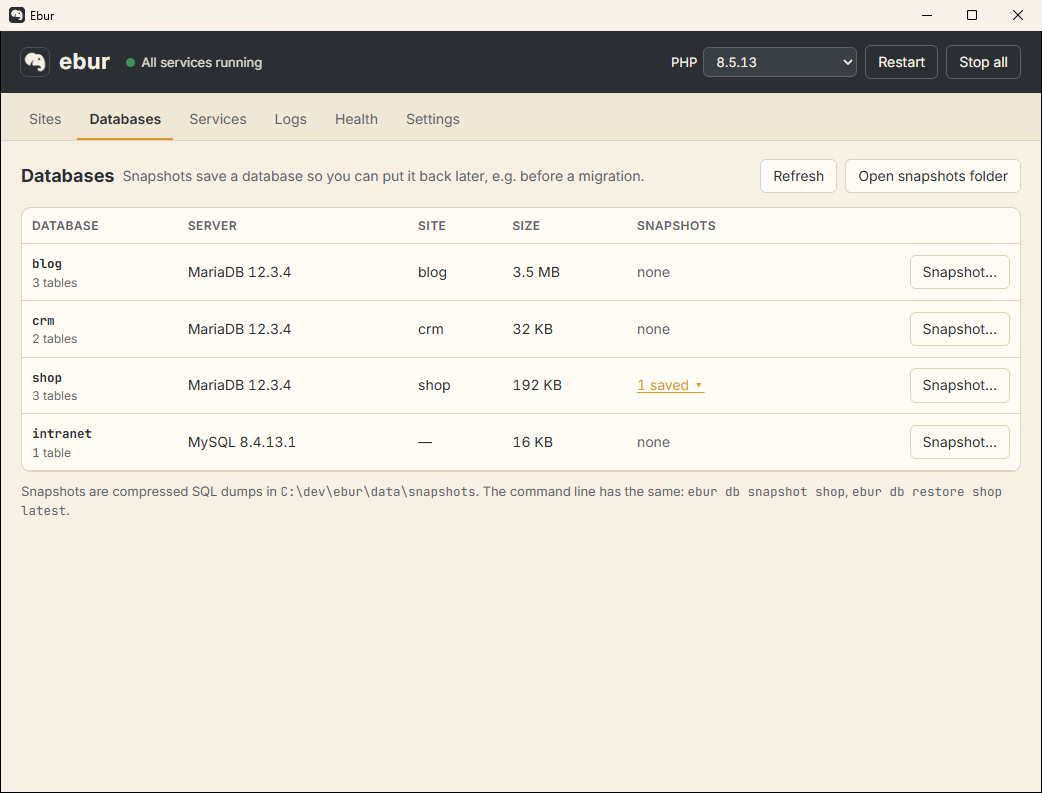 Ebur
ebur All services running PHP 8.5.13 Restart Stop all
Sites Databases Services Logs Health Settings
Databases Snapshots save a database so you can put it back later, e.g. before a migration. Refresh Open snapshots folder
DATABASE SERVER SITE SIZE SNAPSHOTS
blog
3 tables MariaDB 12.3.4 blog 3.5 MB none Snapshot...
crm
2 tables MariaDB 12.3.4 crm 32 KB none Snapshot...
shop
3 tables MariaDB 12.3.4 shop 192 KB 1 saved ▾ Snapshot...
intranet
1 table MySQL 8.4.13.1 — 16 KB none Snapshot...
Snapshots are compressed SQL dumps in C:\dev\ebur\data\snapshots. The command line has the same: ebur db snapshot shop, ebur db restore shop
latest.